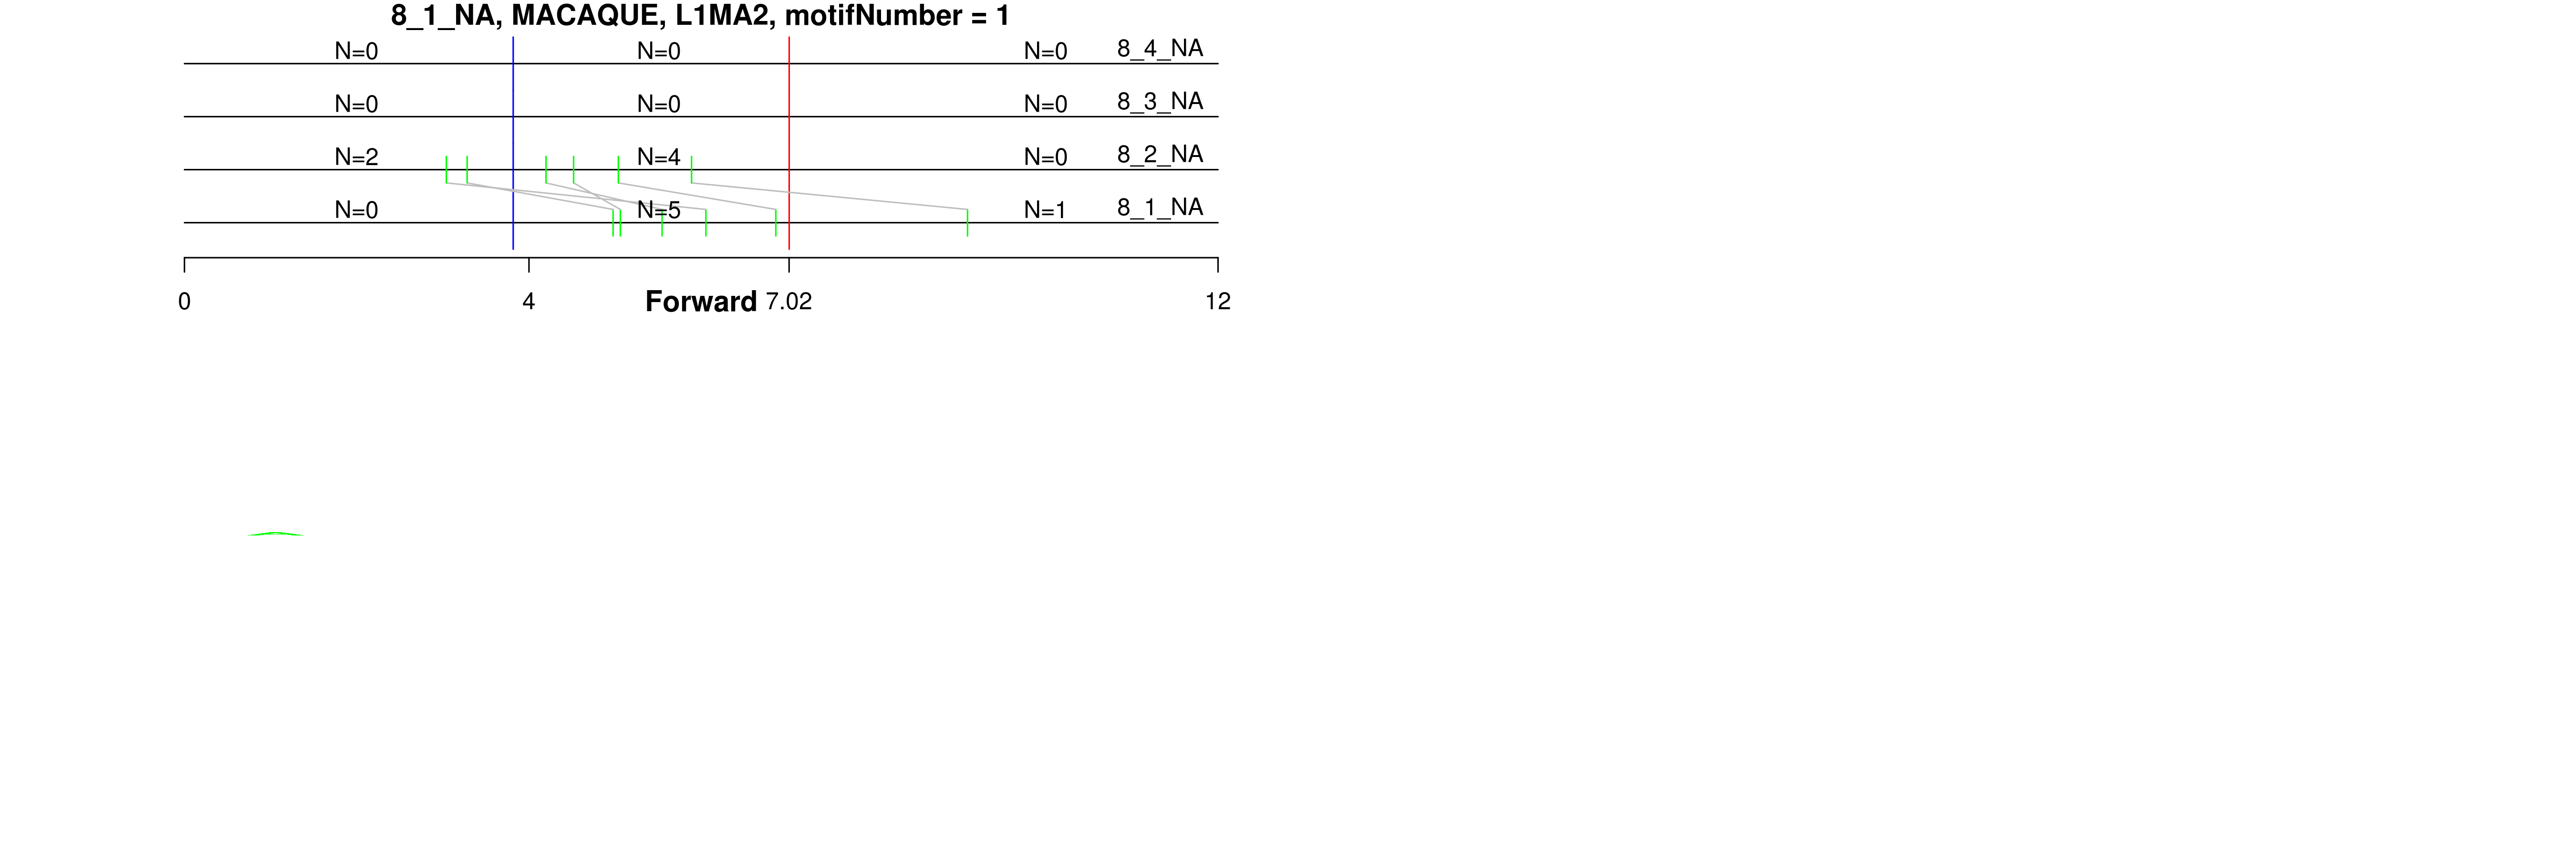 8_1_NA, MACAQUE, L1MA2, motifNumber = 1
N=0 N=0 N=0 8_4_NA
N=0 N=0 N=0 8_3_NA
N=2 N=4 N=0 8_2_NA
N=0 N=5 N=1 8_1_NA
0 4 7.02 12
Forward